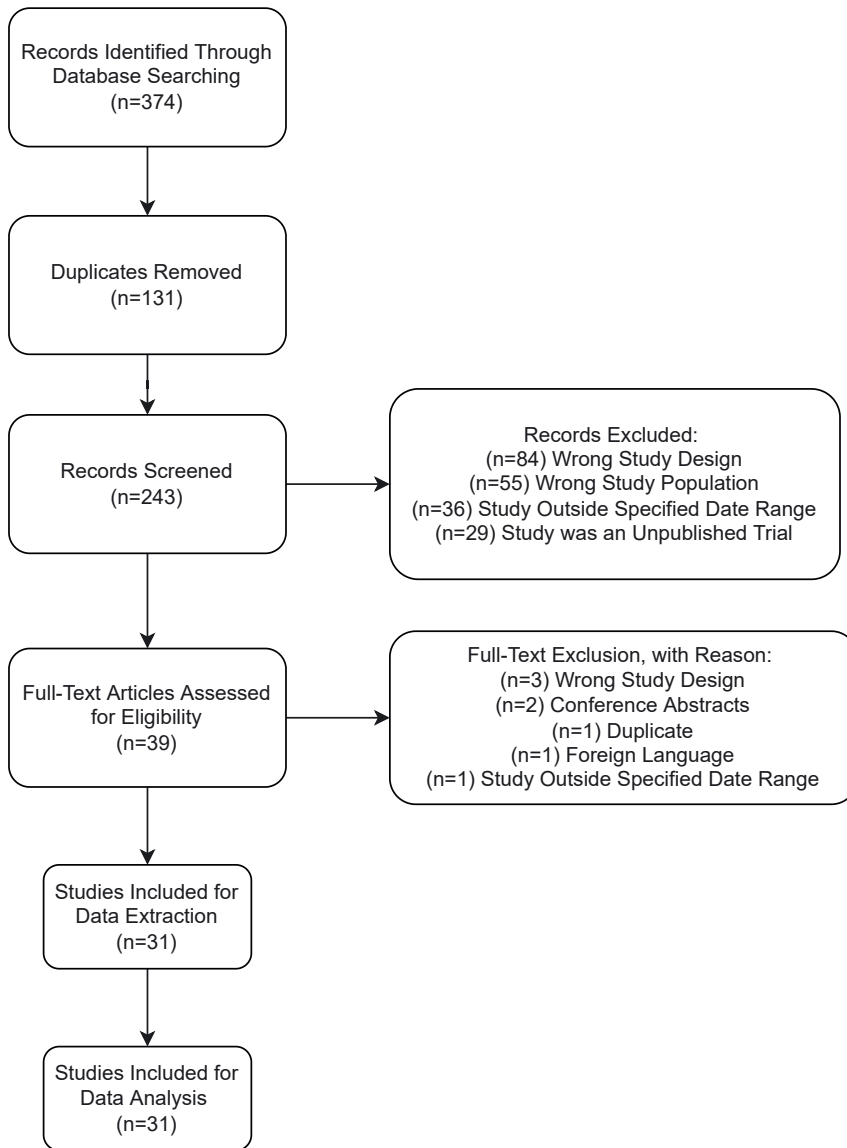 Records Identified Through
Database Searching
(n=374)
Duplicates Removed
(n=131)
Records Screened
(n=243)
Records Excluded:
(n=84) Wrong Study Design
(n=55) Wrong Study Population
(n=36) Study Outside Specified Date Range
(n=29) Study was an Unpublished Trial
Full-Text Articles Assessed
for Eligibility
(n=39)
Full-Text Exclusion, with Reason:
(n=3) Wrong Study Design
(n=2) Conference Abstracts
(n=1) Duplicate
(n=1) Foreign Language
(n=1) Study Outside Specified Date Range
Studies Included for
Data Extraction
(n=31)
Studies Included for
Data Analysis
(n=31)